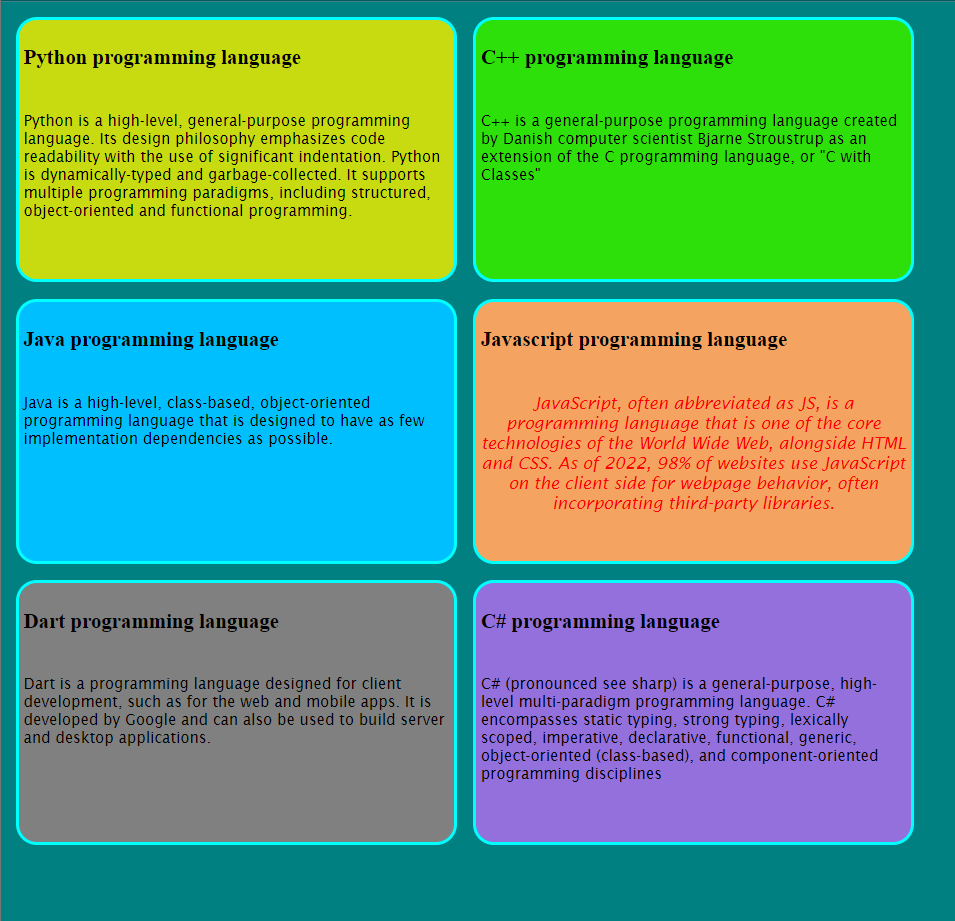 Python programming language
Python is a high-level, general-purpose programming
language. Its design philosophy emphasizes code
readability with the use of significant indentation. Python
is dynamically-typed and garbage-collected. It supports
multiple programming paradigms, including structured,
object-oriented and functional programming.
C++ programming language
C++ is a general-purpose programming language created
by Danish computer scientist Bjarne Stroustrup as an
extension of the C programming language, or "C with
Classes"
Java programming language
Java is a high-level, class-based, object-oriented
programming language that is designed to have as few
implementation dependencies as possible.
Javascript programming language
JavaScript, often abbreviated as JS, is a
programming language that is one of the core
technologies of the World Wide Web, alongside HTML
and CSS. As of 2022, 98% of websites use JavaScript
on the client side for webpage behavior, often
incorporating third-party libraries.
Dart programming language
Dart is a programming language designed for client
development, such as for the web and mobile apps. It is
developed by Google and can also be used to build server
and desktop applications.
C# programming language
C# (pronounced see sharp) is a general-purpose, high-
level multi-paradigm programming language. C#
encompasses static typing, strong typing, lexically
scoped, imperative, declarative, functional, generic,
object-oriented (class-based), and component-oriented
programming disciplines